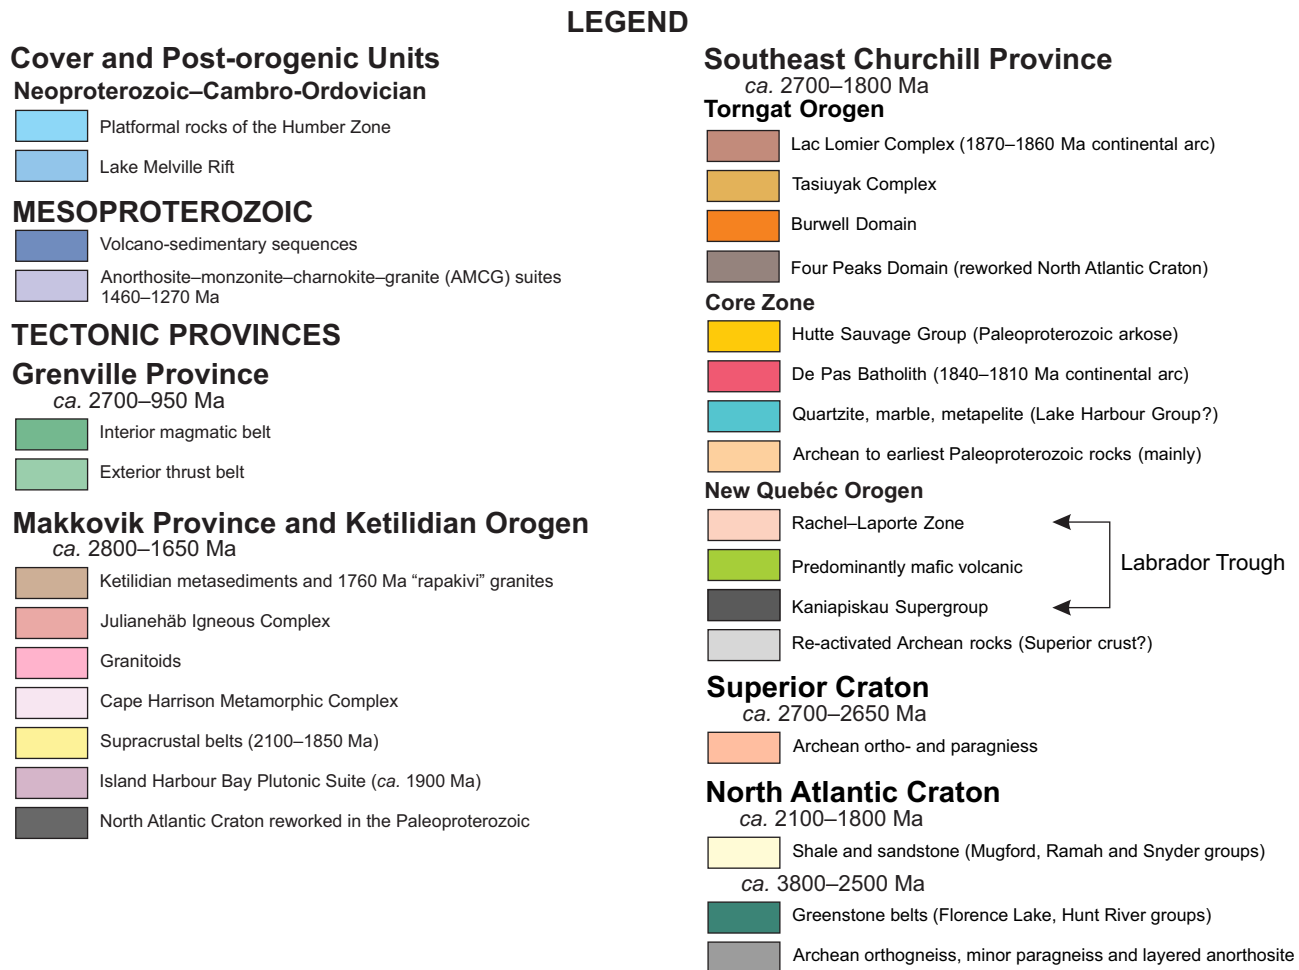 LEGEND
Cover and Post-orogenic Units
Neoproterozoic–Cambro-Ordovician
Platformal rocks of the Humber Zone
Lake Melville Rift
MESOPROTEROZOIC
Volcano-sedimentary sequences
Anorthosite–monzonite–charnokite–granite (AMCG) suites
1460–1270 Ma
TECTONIC PROVINCES
Grenville Province
ca. 2700–950 Ma
Interior magmatic belt
Exterior thrust belt
Makkovik Province and Ketilidian Orogen
ca. 2800–1650 Ma
Ketilidian metasediments and 1760 Ma “rapakivi” granites
Julianehäb Igneous Complex
Granitoids
Cape Harrison Metamorphic Complex
Supracrustal belts (2100–1850 Ma)
Island Harbour Bay Plutonic Suite (ca. 1900 Ma)
North Atlantic Craton reworked in the Paleoproterozoic
Southeast Churchill Province
ca. 2700–1800 Ma
Torngat Orogen
Lac Lomier Complex (1870–1860 Ma continental arc)
Tasiuyak Complex
Burwell Domain
Four Peaks Domain (reworked North Atlantic Craton)
Core Zone
Hutte Sauvage Group (Paleoproterozoic arkose)
De Pas Batholith (1840–1810 Ma continental arc)
Quartzite, marble, metapelite (Lake Harbour Group?)
Archean to earliest Paleoproterozoic rocks (mainly)
New Quebéc Orogen
Rachel–Laporte Zone
Predominantly mafic volcanic
Labrador Trough
Kaniapiskau Supergroup
Re-activated Archean rocks (Superior crust?)
Superior Craton
ca. 2700–2650 Ma
Archean ortho- and paragniess
North Atlantic Craton
ca. 2100–1800 Ma
Shale and sandstone (Mugford, Ramah and Snyder groups)
ca. 3800–2500 Ma
Greenstone belts (Florence Lake, Hunt River groups)
Archean orthogneiss, minor paragneiss and layered anorthosite